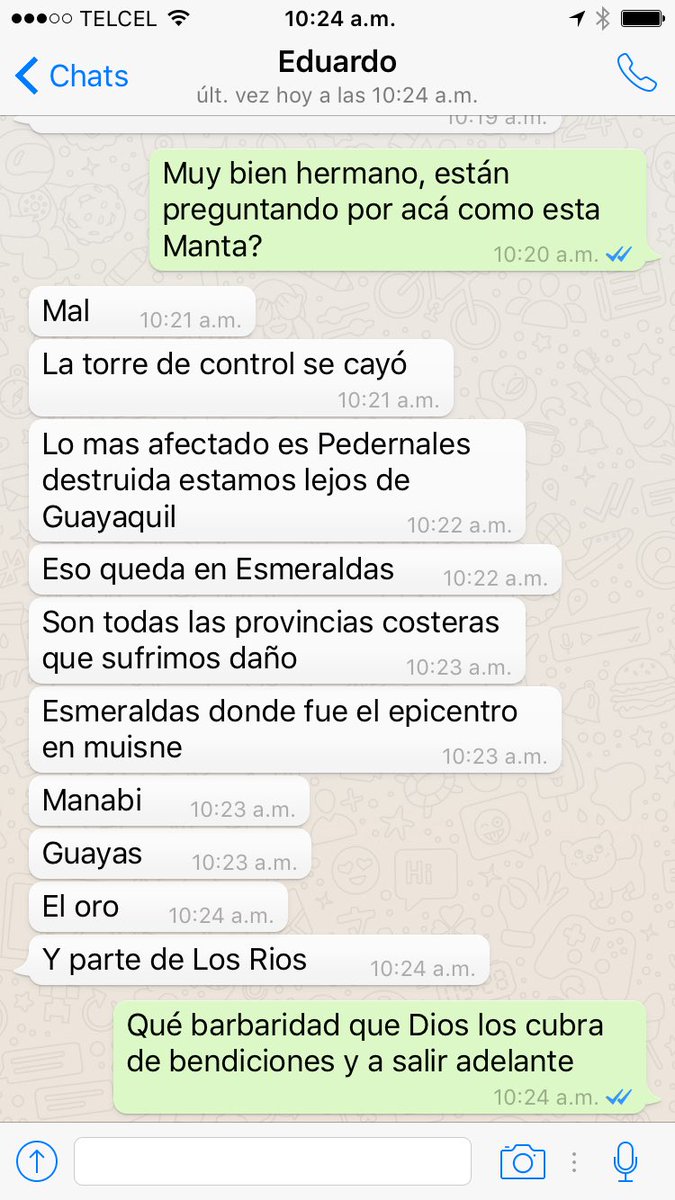 TELCEL 10:24 a.m.
Chats
Eduardo
últ. vez hoy a las 10:24 a.m.
10:19 a.m.
Muy bien hermano, están
preguntando por acá como esta
Manta?
10:20 a.m.
Mal
10:21 a.m.
La torre de control se cayó
10:21 a.m.
Lo mas afectado es Pedernales
destruida estamos lejos de
Guayaquil
10:22 a.m.
Eso queda en Esmeraldas
10:22 a.m.
Son todas las provincias costeras
que sufrimos daño
10:23 a.m.
Esmeraldas donde fue el epicentro
en muisne
10:23 a.m.
Manabi
10:23 a.m.
Guayas
10:23 a.m.
El oro
10:24 a.m.
Y parte de Los Rios
10:24 a.m.
Qué barbaridad que Dios los cubra
de bendiciones y a salir adelante
10:24 a.m.